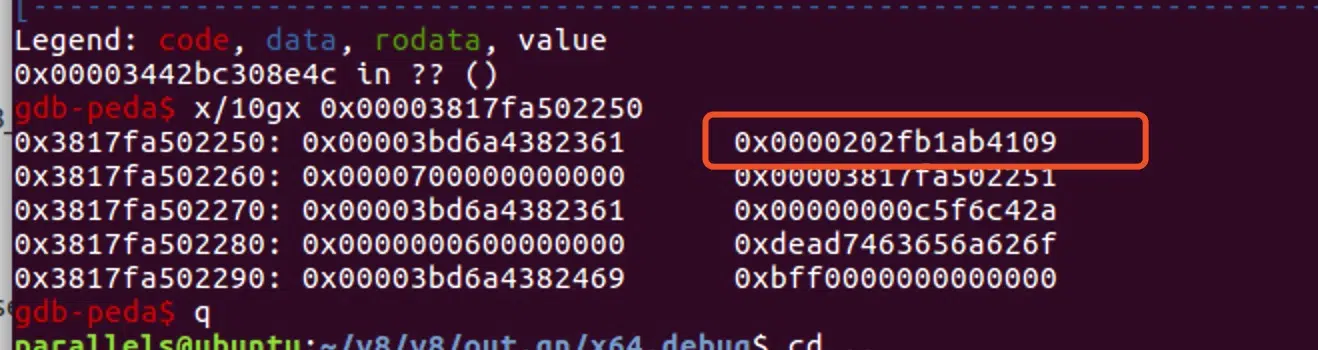 [-----------------------------------------------------------------------------
Legend: code, data, rodata, value
0x00003442bc308e4c in ?? ()
gdb-peda$ x/10gx 0x00003817fa502250
0x3817fa502250: 0x00003bd6a4382361 0x0000202fb1ab4109
0x3817fa502260: 0x0000700000000000 0x00003817fa502251
0x3817fa502270: 0x00003bd6a4382361 0x00000000c5f6c42a
0x3817fa502280: 0x0000000600000000 0xdead7463656a626f
0x3817fa502290: 0x00003bd6a4382469 0xbff0000000000000
gdb-peda$ q
parallels@ubuntu:~/v8/v8/out.gn/x64.debug$ cd